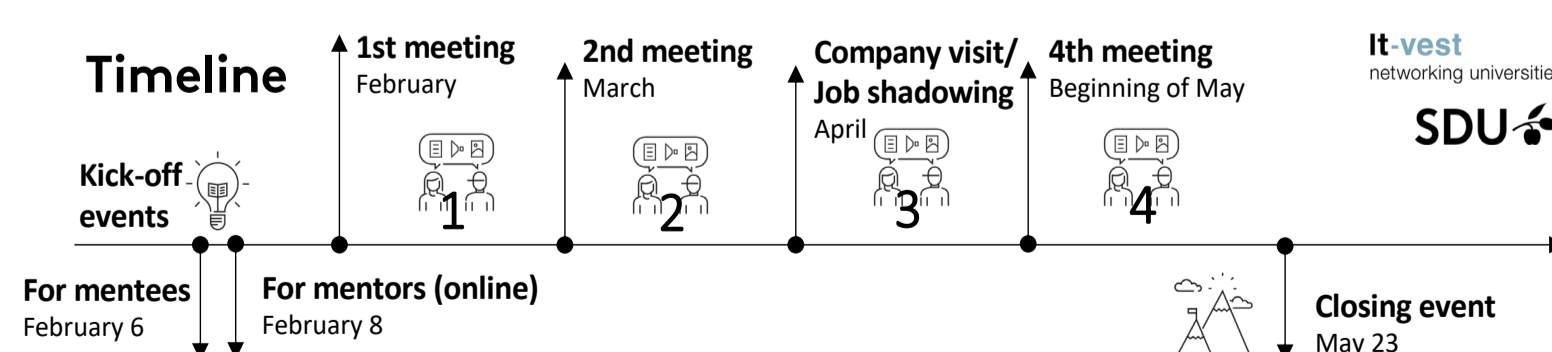 Timeline
1st meeting
February
2nd meeting
March
Company visit/
Job shadowing
April
4th meeting
Beginning of May
It-vest
networking universitie
SDU
Kick-off
events
1
2
3
4
For mentees
February 6
For mentors (online)
February 8
Closing event
May 23